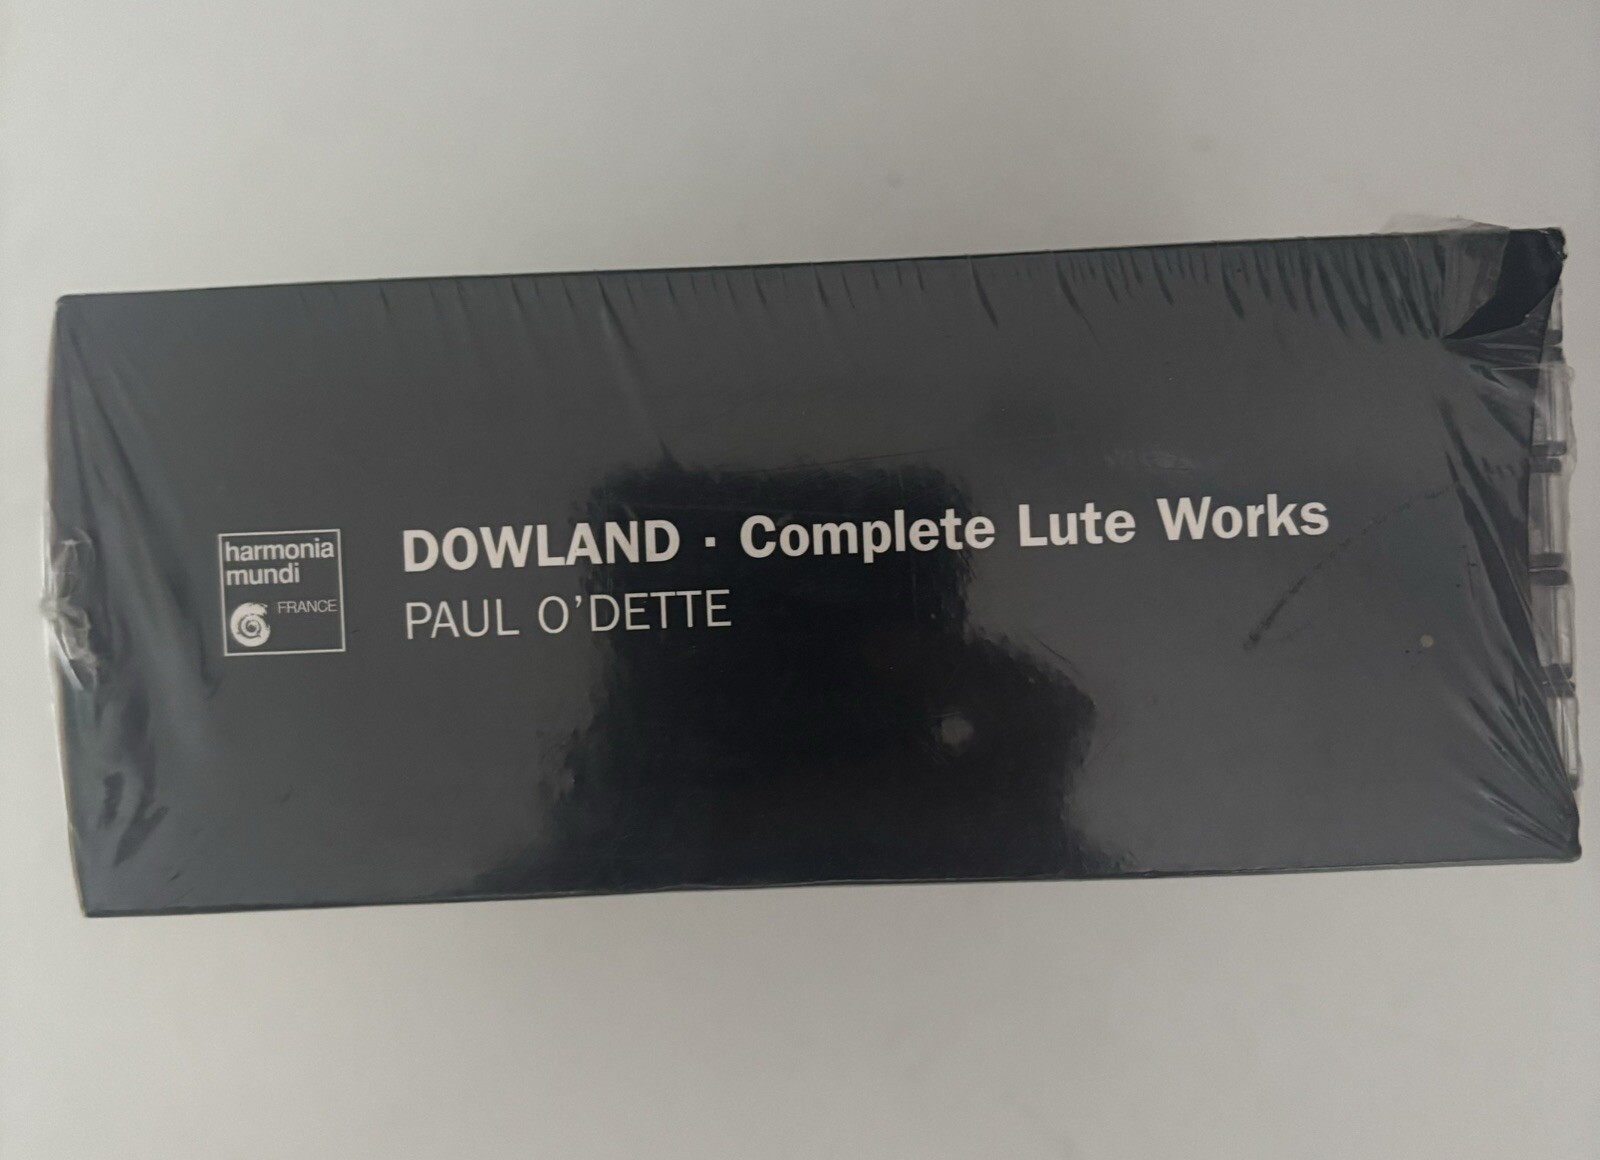 harmonia
mundi
FRANCE
DOWLAND · Complete Lute Works
PAUL O'DETTE